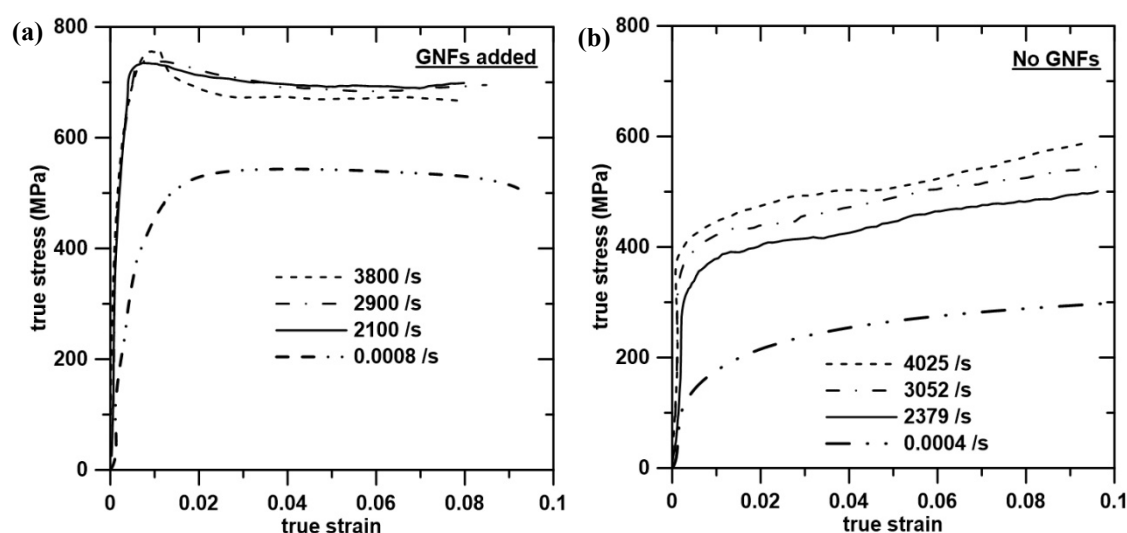 (a)
800
600
400
200
0
true stress (MPa)
GNFs added
3800 /s
2900 /s
2100 /s
0.0008 /s
0
0.02
0.04
0.06
0.08
0.1
true strain
(b)
800
600
400
200
0
true stress (MPa)
No GNFs
4025 /s
3052 /s
2379 /s
0.0004 /s
0
0.02
0.04
0.06
0.08
0.1
true strain